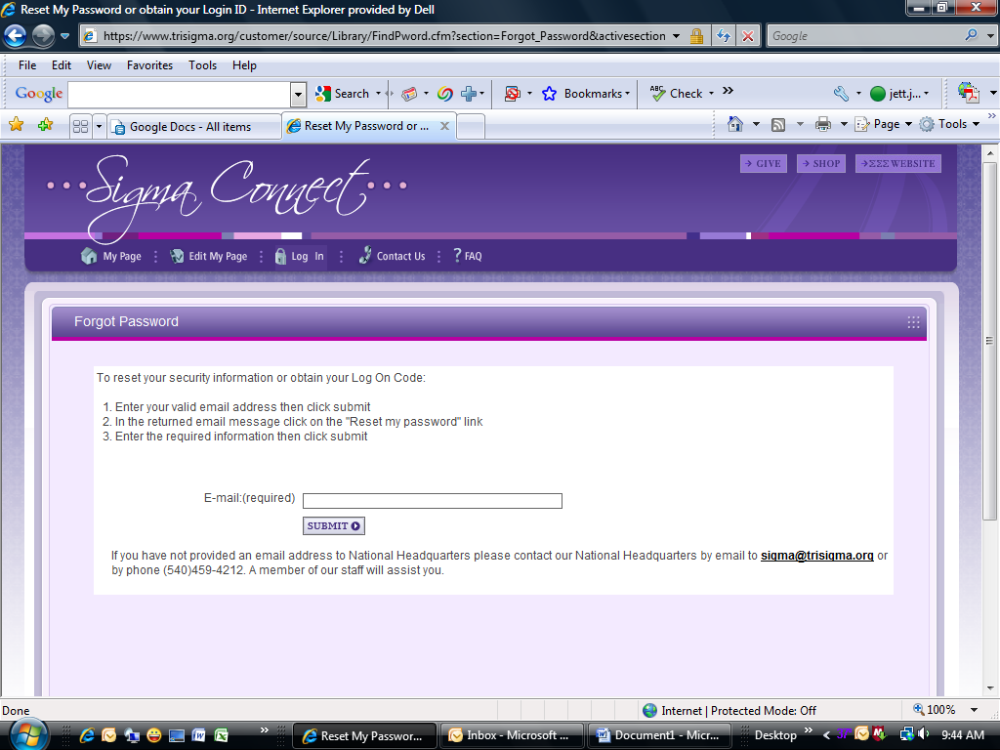 Reset My Password or obtain your Login ID - Internet Explorer provided by Dell
https://www.trisigma.org/customer/source/Library/FindPword.cfm?section=Forgot_Password&activesection
Google
File Edit View Favorites Tools Help
Google Search Bookmarks ABC Check » jett.j...
Google Docs - All items Reset My Password or ... Page Tools »
GIVE SHOP ΣΣΣ WEBSITE
Sigma Connect
My Page Edit My Page Log In Contact Us ? FAQ
Forgot Password
To reset your security information or obtain your Log On Code:
1. Enter your valid email address then click submit
2. In the returned email message click on the "Reset my password" link
3. Enter the required information then click submit
E-mail:(required)
SUBMIT
If you have not provided an email address to National Headquarters please contact our National Headquarters by email to sigma@trisigma.org or
by phone (540)459-4212. A member of our staff will assist you.
Done Internet | Protected Mode: Off 100%
» Reset My Passwor... Inbox - Microsoft ... Document1 - Micr... Desktop » 9:44 AM